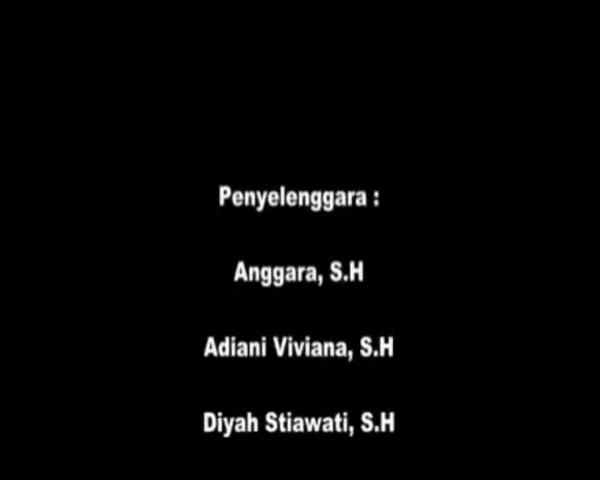 Penyelenggara :
Anggara, S.H
Adiani Viviana, S.H
Diyah Stiawati, S.H